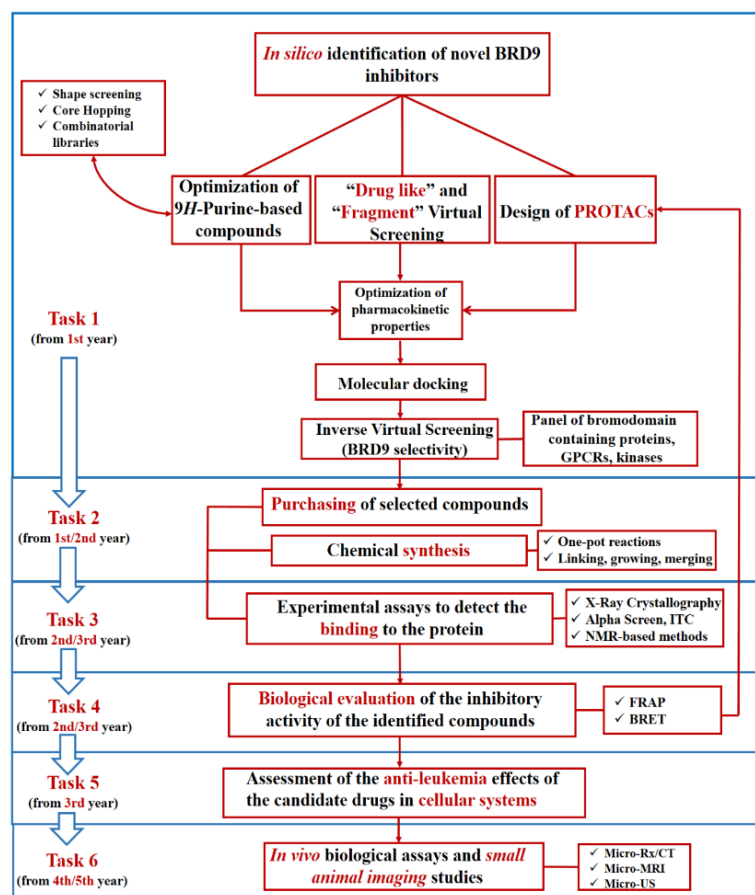 In silico identification of novel BRD9
inhibitors
✓ Shape screening
✓ Core Hopping
✓ Combinatorial
libraries
Optimization of
9H-Purine-based
compounds
“Drug like” and
“Fragment” Virtual
Screening
Design of PROTACs
Optimization of
pharmacokinetic
properties
Task 1
(from 1st year)
Molecular docking
Inverse Virtual Screening
(BRD9 selectivity)
Panel of bromodomain
containing proteins,
GPCRs, kinases
Task 2
(from 1st/2nd year)
Purchasing of selected compounds
Chemical synthesis
✓ One-pot reactions
✓ Linking, growing, merging
Task 3
(from 2nd/3rd year)
Experimental assays to detect the
binding to the protein
✓ X-Ray Crystallography
✓ Alpha Screen, ITC
✓ NMR-based methods
Task 4
(from 2nd/3rd year)
Biological evaluation of the inhibitory
activity of the identified compounds
✓ FRAP
✓ BRET
Task 5
(from 3rd year)
Assessment of the anti-leukemia effects of
the candidate drugs in cellular systems
Task 6
(from 4th/5th year)
In vivo biological assays and small
animal imaging studies
✓ Micro-Rx/CT
✓ Micro-MRI
✓ Micro-US